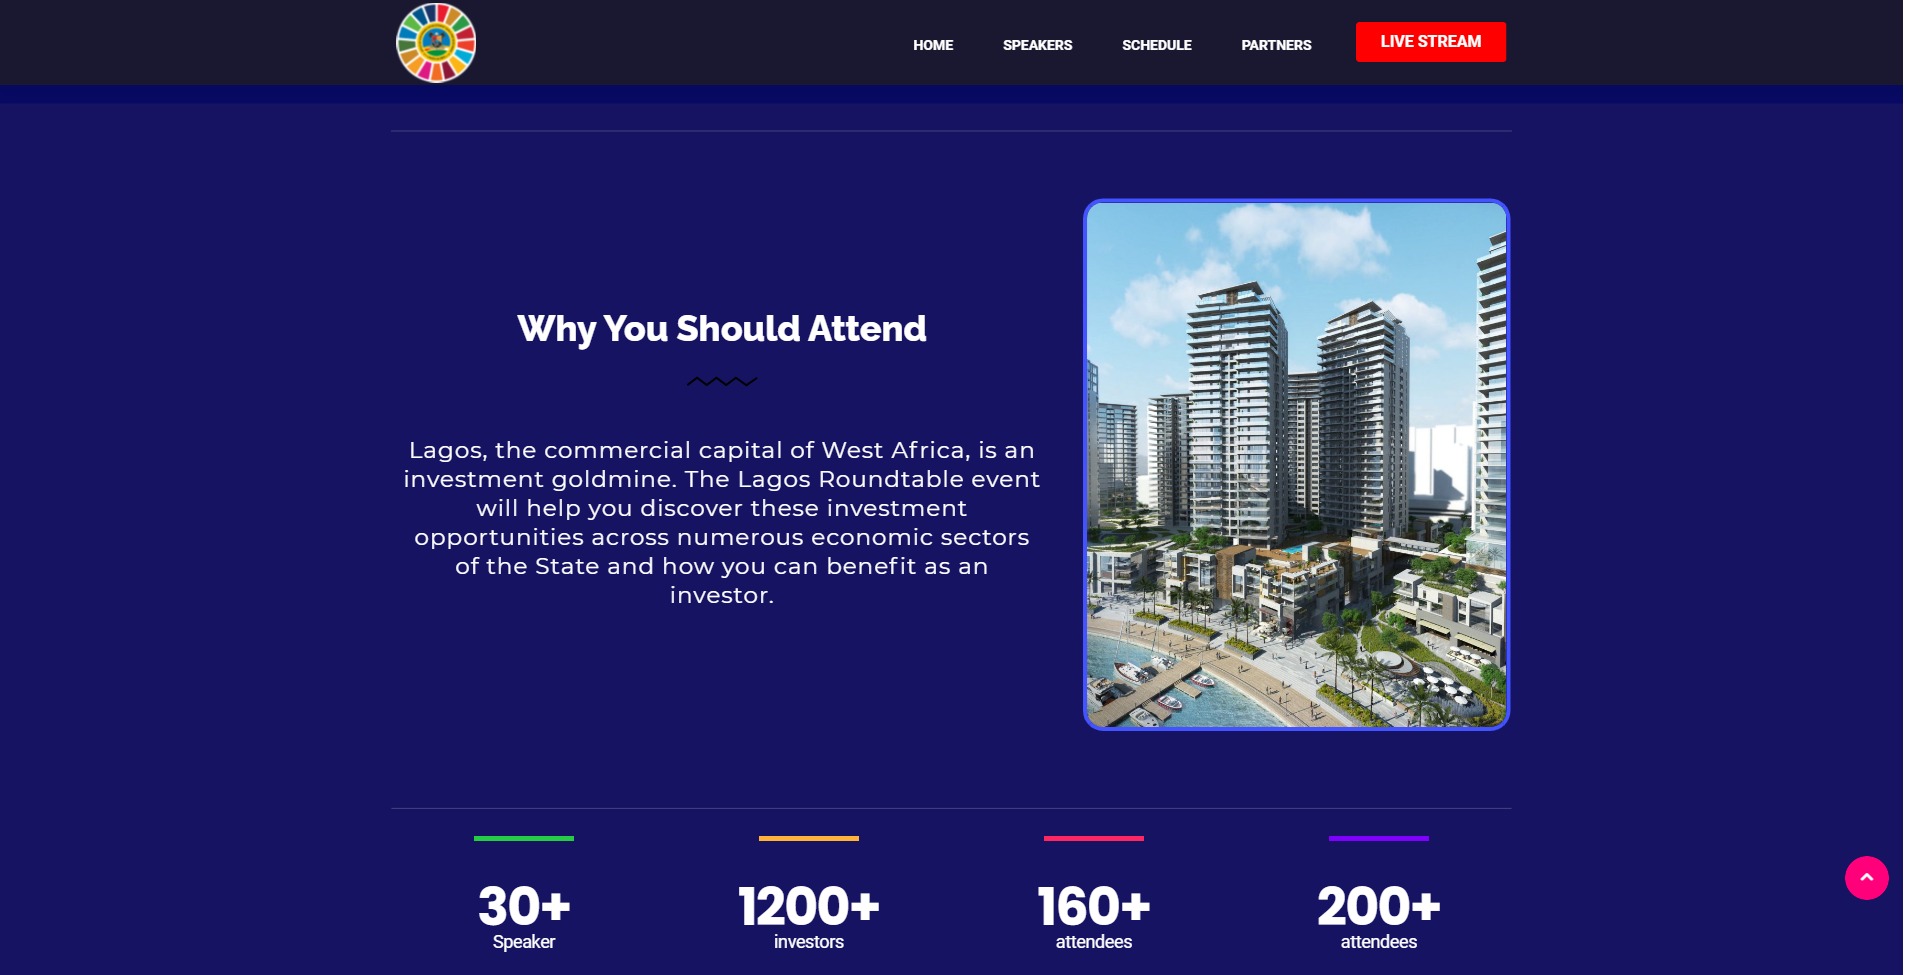 HOME SPEAKERS SCHEDULE PARTNERS LIVE STREAM
Why You Should Attend
Lagos, the commercial capital of West Africa, is an
investment goldmine. The Lagos Roundtable event
will help you discover these investment
opportunities across numerous economic sectors
of the State and how you can benefit as an
investor.
30+ 1200+ 160+ 200+
Speaker investors attendees attendees